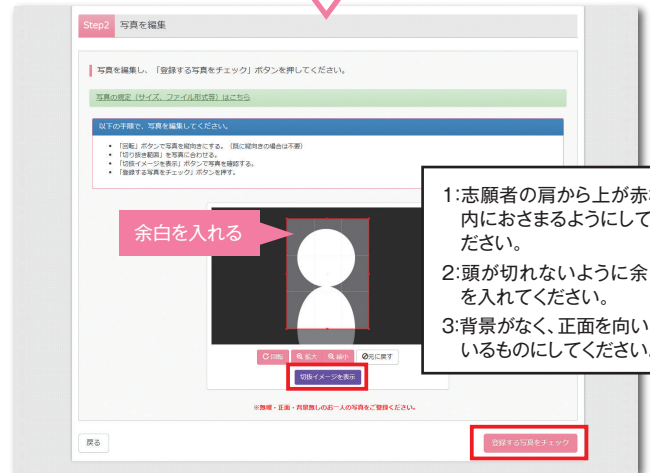 Step2 写真を編集
写真を編集し、「登録する写真をチェック」ボタンを押してください。
写真の規定（サイズ、ファイル形式等）はこちら
以下の手順で、写真を編集してください。
• 「回転」ボタンで写真を縦向きにする。（既に縦向きの場合は不要）
• 「切り抜き範囲」を写真に合わせる。
• 「切抜イメージを表示」ボタンで写真を確認する。
• 「登録する写真をチェック」ボタンを押す。
余白を入れる
1:志願者の肩から上が赤
内におさまるようにして
ださい。
2:頭が切れないように余
を入れてください。
3:背景がなく、正面を向い
いるものにしてください。
回転 拡大 縮小 元に戻す
切抜イメージを表示
※無帽・正面・背景無しのお一人の写真をご登録ください。
戻る
登録する写真をチェック